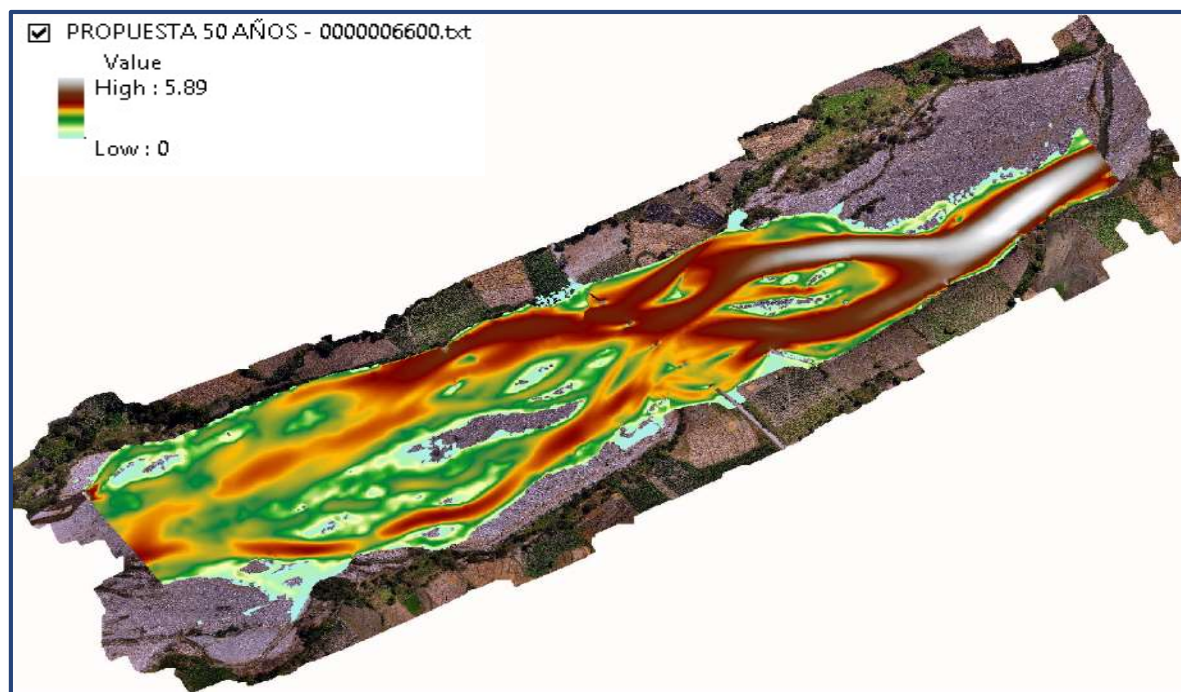 PROPUESTA 50 AÑOS - 0000006600.txt
Value
High : 5.89
Low : 0